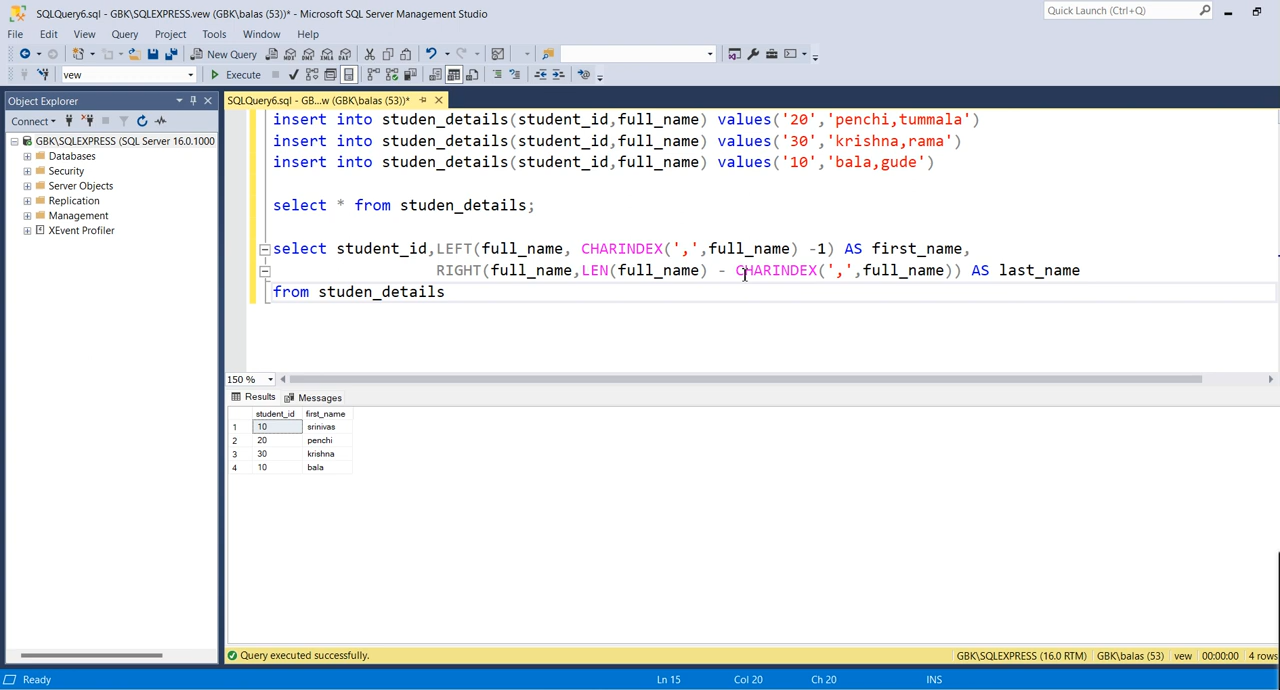 SQLQuery6.sql - GBK\SQLEXPRESS.vew (GBK\balas (53))* - Microsoft SQL Server Management Studio
Quick Launch (Ctrl+Q)
File Edit View Query Project Tools Window Help
New Query
vew Execute
Object Explorer
SQLQuery6.sql - GB...w (GBK\balas (53))*
Connect
GBK\SQLEXPRESS (SQL Server 16.0.1000
Databases
Security
Server Objects
Replication
Management
XEvent Profiler
insert into studen_details(student_id,full_name) values('20','penchi,tummala')
insert into studen_details(student_id,full_name) values('30','krishna,rama')
insert into studen_details(student_id,full_name) values('10','bala,gude')
select * from studen_details;
select student_id,LEFT(full_name, CHARINDEX(',',full_name) -1) AS first_name,
RIGHT(full_name,LEN(full_name) - CHARINDEX(',',full_name)) AS last_name
from studen_details
150 %
Results Messages
student_id first_name
1 10 srinivas
2 20 penchi
3 30 krishna
4 10 bala
Query executed successfully.
GBK\SQLEXPRESS (16.0 RTM) GBK\balas (53) vew 00:00:00 4 rows
Ready Ln 15 Col 20 Ch 20 INS